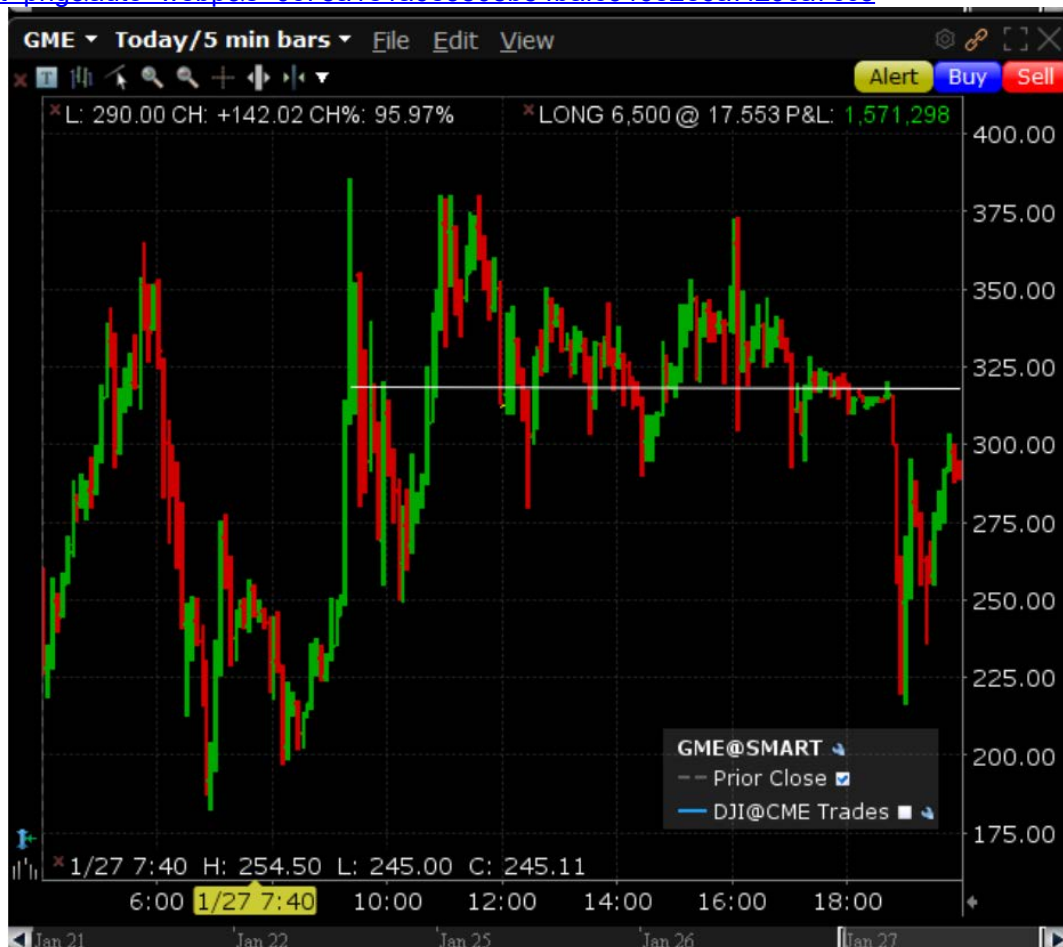 GME Today/5 min bars File Edit View
Alert Buy Sell
L: 290.00 CH: +142.02 CH%: 95.97% LONG 6,500 @ 17.553 P&L: 1,571,298
400.00
375.00
350.00
325.00
300.00
275.00
250.00
225.00
200.00
175.00
GME@SMART
Prior Close
DJI@CME Trades
1/27 7:40 H: 254.50 L: 245.00 C: 245.11
6:00 1/27 7:40 10:00 12:00 14:00 16:00 18:00
Jan 21 Jan 22 Jan 25 Jan 26 Jan 27